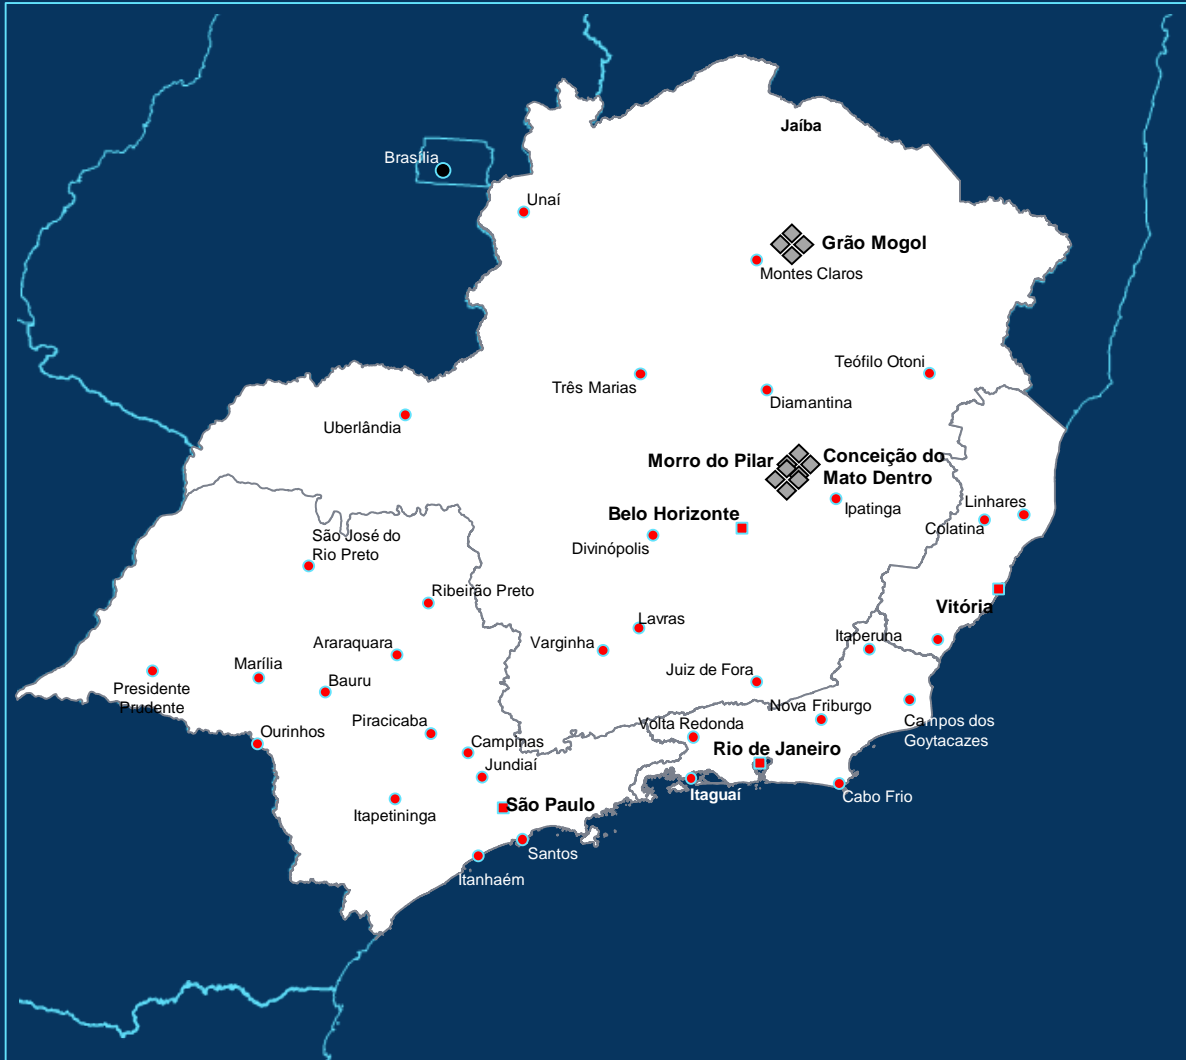 Jaíba
Brasília
Unaí
Grão Mogol
Montes Claros
Teófilo Otoni
Três Marias
Diamantina
Uberlândia
Morro do Pilar
Conceição do
Mato Dentro
Ipatinga
Linhares
Colatina
Belo Horizonte
Divinópolis
São José do
Rio Preto
Ribeirão Preto
Vitória
Lavras
Varginha
Itaperuna
Araraquara
Marília
Bauru
Presidente
Prudente
Juiz de Fora
Nova Friburgo
Piracicaba
Ourinhos
Volta Redonda
Campos dos
Goytacazes
Campinas
Rio de Janeiro
Jundiaí
Itaguaí
Cabo Frio
São Paulo
Itapetininga
Santos
Itanhaém